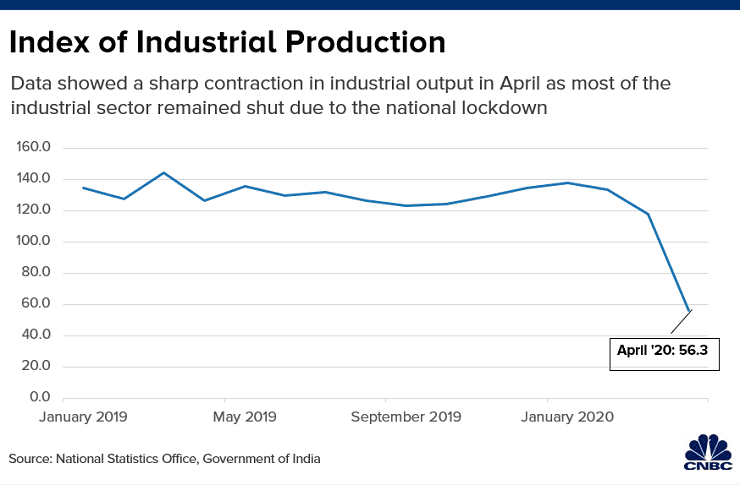 Index of Industrial Production
Data showed a sharp contraction in industrial output in April as most of the
industrial sector remained shut due to the national lockdown
160.0
140.0
120.0
100.0
80.0
60.0
40.0
20.0
0.0
April '20: 56.3
January 2019
May 2019
September 2019
January 2020
Source: National Statistics Office, Government of India
CNBC